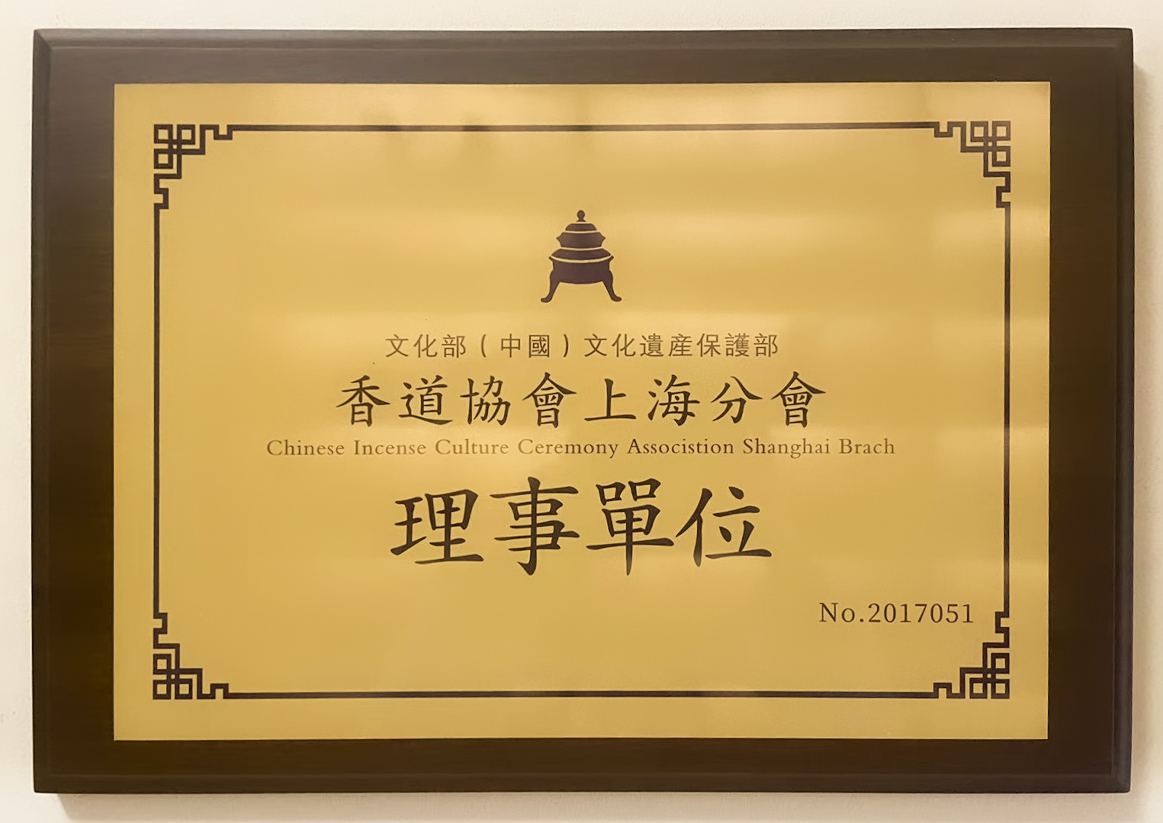 文化部（中國）文化遺産保護部
香道協會上海分會
Chinese Incense Culture Ceremony Associstion Shanghai Brach
理事單位
No.2017051